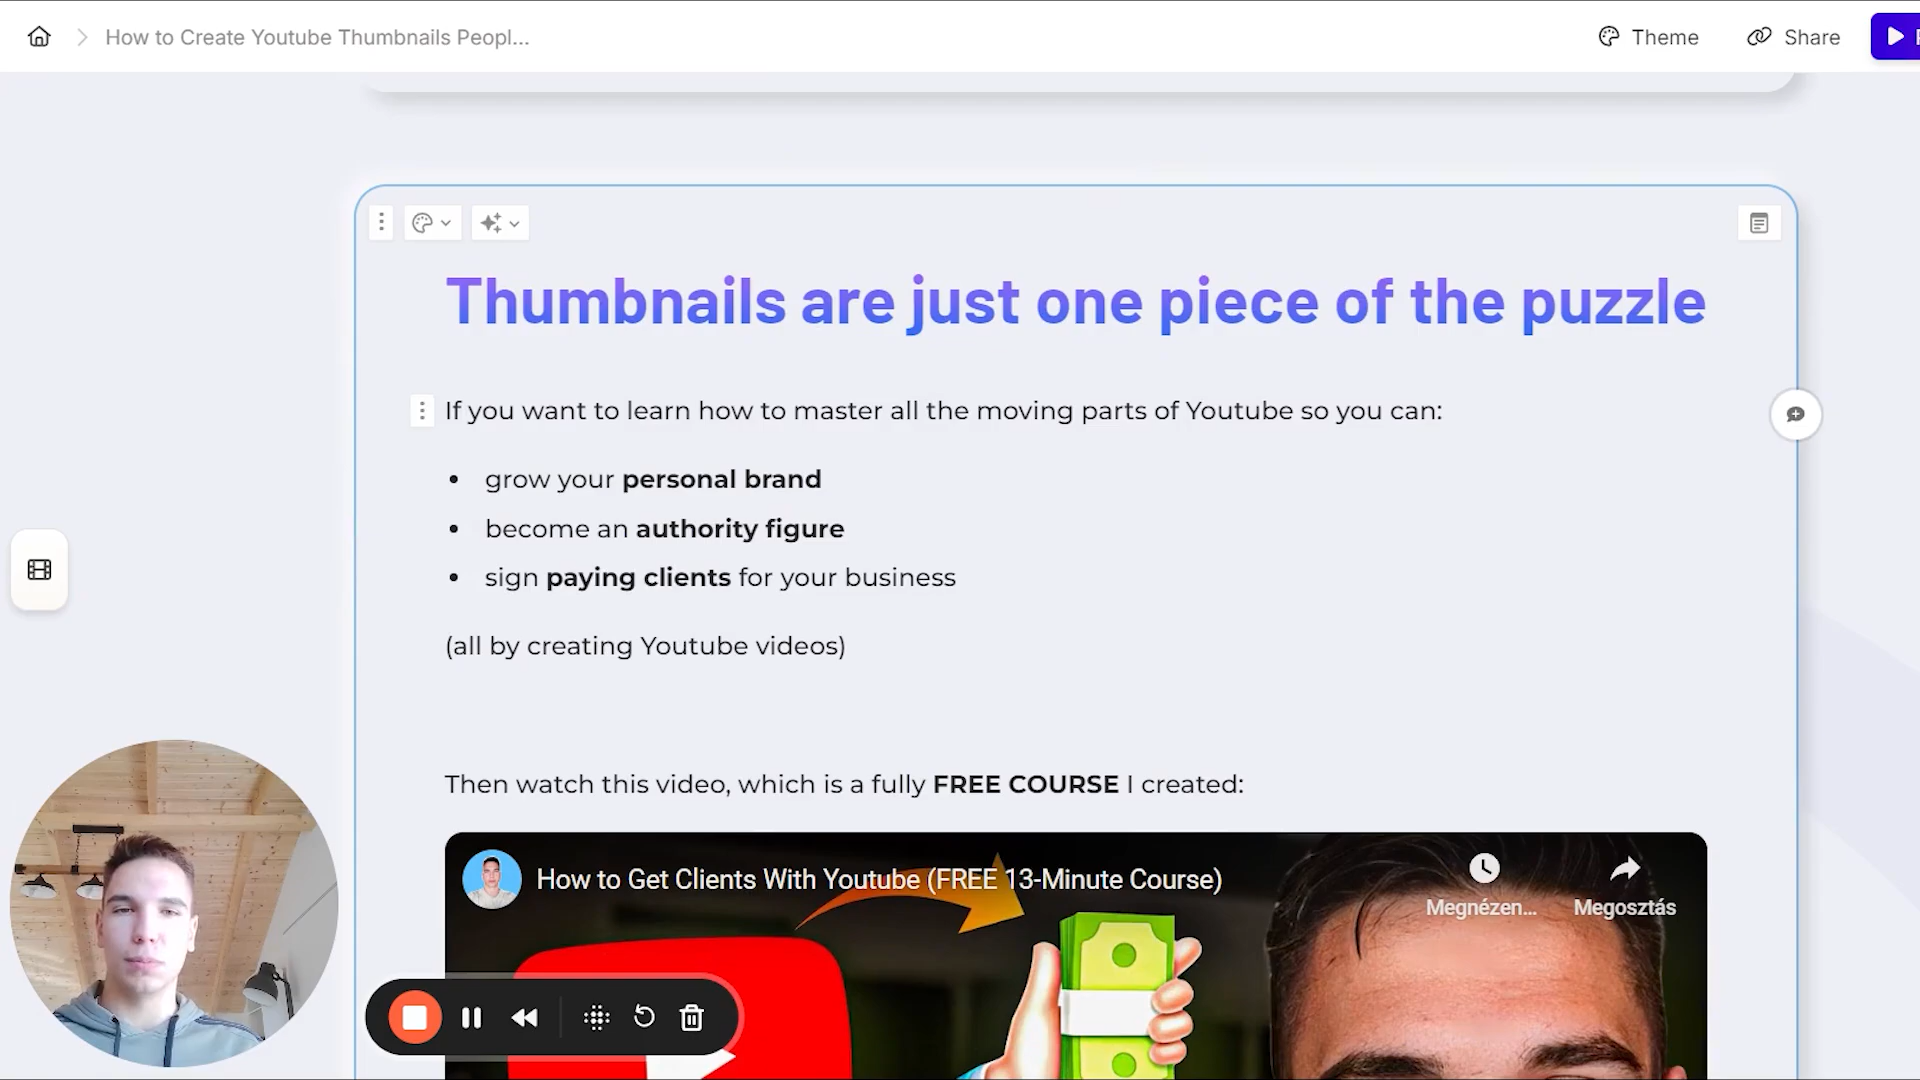 How to Create Youtube Thumbnails Peopl...
Theme
Share
Thumbnails are just one piece of the puzzle
If you want to learn how to master all the moving parts of Youtube so you can:
• grow your personal brand
• become an authority figure
• sign paying clients for your business
(all by creating Youtube videos)
Then watch this video, which is a fully FREE COURSE I created:
How to Get Clients With Youtube (FREE 13-Minute Course)
Megnézen...
Megosztás